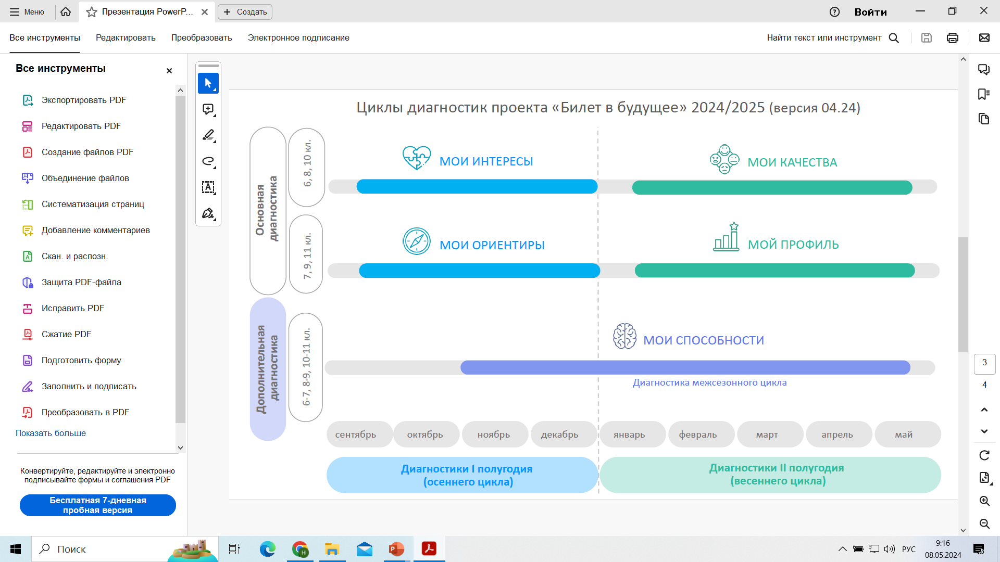 Меню
Презентация PowerP...
Создать
Войти
Все инструменты
Редактировать
Преобразовать
Электронное подписание
Найти текст или инструмент
Все инструменты
Экспортировать PDF
Редактировать PDF
Создание файлов PDF
Объединение файлов
Систематизация страниц
Добавление комментариев
Скан. и распозн.
Защита PDF-файла
Исправить PDF
Сжатие PDF
Подготовить форму
Заполнить и подписать
Преобразовать в PDF
Показать больше
Конвертируйте, редактируйте и электронно
подписывайте формы и соглашения PDF
Бесплатная 7-дневная
пробная версия
Циклы диагностик проекта «Билет в будущее» 2024/2025 (версия 04.24)
Основная
диагностика
6, 8, 10 кл.
МОИ ИНТЕРЕСЫ
МОИ КАЧЕСТВА
7, 9, 11 кл.
МОИ ОРИЕНТИРЫ
МОЙ ПРОФИЛЬ
Дополнительная
диагностика
6-7, 8-9, 10-11 кл.
МОИ СПОСОБНОСТИ
Диагностика межсезонного цикла
сентябрь
октябрь
ноябрь
декабрь
январь
февраль
март
апрель
май
Диагностики I полугодия
(осеннего цикла)
Диагностики II полугодия
(весеннего цикла)
3
4
Поиск
РУС
9:16
08.05.2024